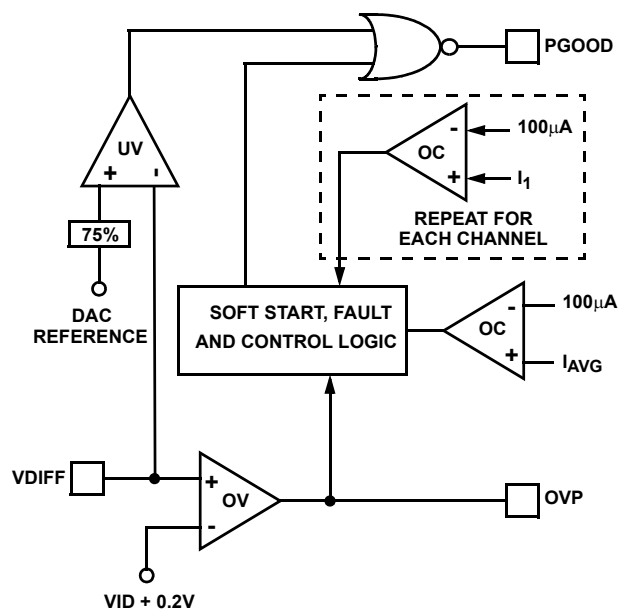 PGOOD
-
100µA
OC
+
I1
REPEAT FOR
EACH CHANNEL
UV
+ -
75%
DAC
REFERENCE
SOFT START, FAULT
AND CONTROL LOGIC
-
100µA
OC
+
IAVG
VDIFF
+
OV
-
OVP
VID + 0.2V